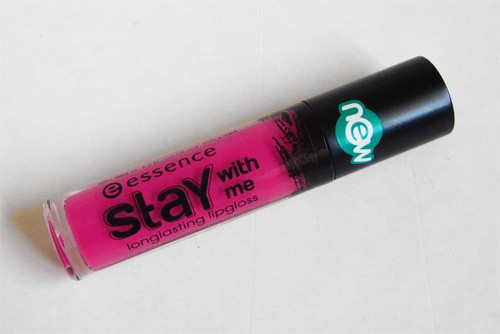 essence
stay with me
longlasting lipgloss
new